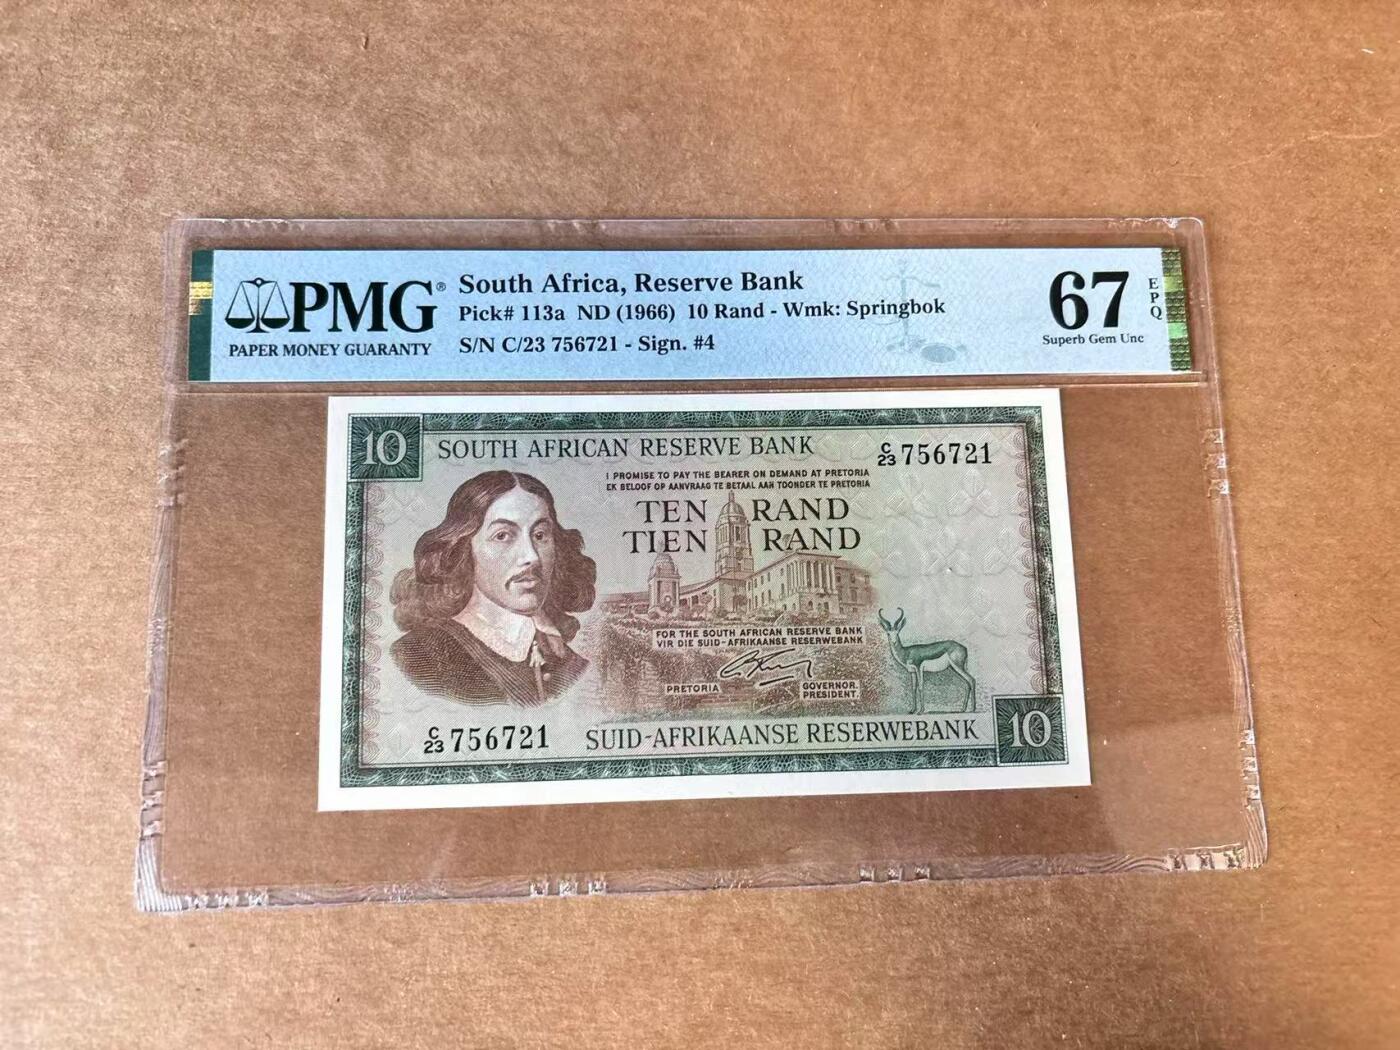 PMG®
PAPER MONEY GUARANTY
South Africa, Reserve Bank
Pick# 113a ND (1966) 10 Rand - Wmk: Springbok
S/N C/23 756721 - Sign. #4
67
EPQ
Superb Gem Unc
10
SOUTH AFRICAN RESERVE BANK
C/23 756721
I PROMISE TO PAY THE BEARER ON DEMAND AT PRETORIA
EK BELOOF OP AANVRAAG TE BETAAL AAN TOONDER TE PRETORIA
TEN RAND
TIEN RAND
FOR THE SOUTH AFRICAN RESERVE BANK
VIR DIE SUID-AFRIKAANSE RESERWEBANK
PRETORIA
GOVERNOR.
PRESIDENT.
C/23 756721
SUID-AFRIKAANSE RESERWEBANK
10